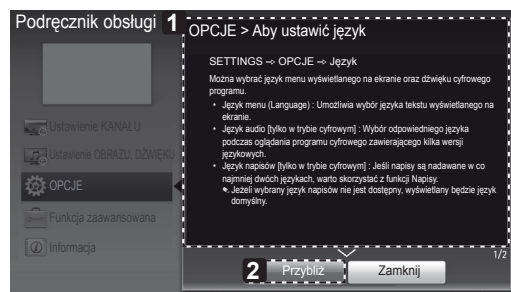 Podręcznik obsługi
1
OPCJE > Aby ustawić język
SETTINGS ⇨ OPCJE ⇨ Język
Można wybrać język menu wyświetlanego na ekranie oraz dźwięku cyfrowego
programu.
• Język menu (Language) : Umożliwia wybór języka tekstu wyświetlanego na
ekranie.
• Język audio [tylko w trybie cyfrowym] : Wybór odpowiedniego języka
podczas oglądania programu cyfrowego zawierającego kilka wersji
językowych.
• Język napisów [tylko w trybie cyfrowym] : Jeśli napisy są nadawane w co
najmniej dwóch językach, warto skorzystać z funkcji Napisy.
Jeżeli wybrany język napisów nie jest dostępny, wyświetlany będzie język
domyślny.
Ustawienie KANAŁU
Ustawienie OBRAZU, DŹWIĘKU
OPCJE
Funkcja zaawansowana
Informacja
1/2
2
Przybliż
Zamknij